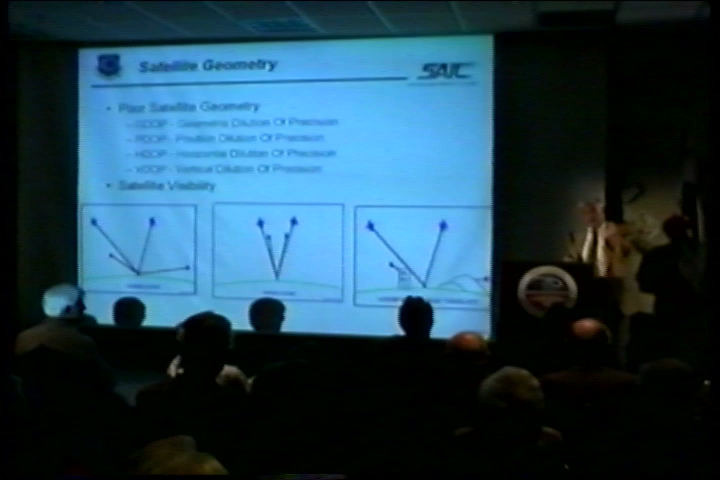 Satellite Geometry
SAIC
• Poor Satellite Geometry
– GDOP - Geometric Dilution Of Precision
– PDOP - Position Dilution Of Precision
– HDOP - Horizontal Dilution Of Precision
– VDOP - Vertical Dilution Of Precision
• Satellite Visibility